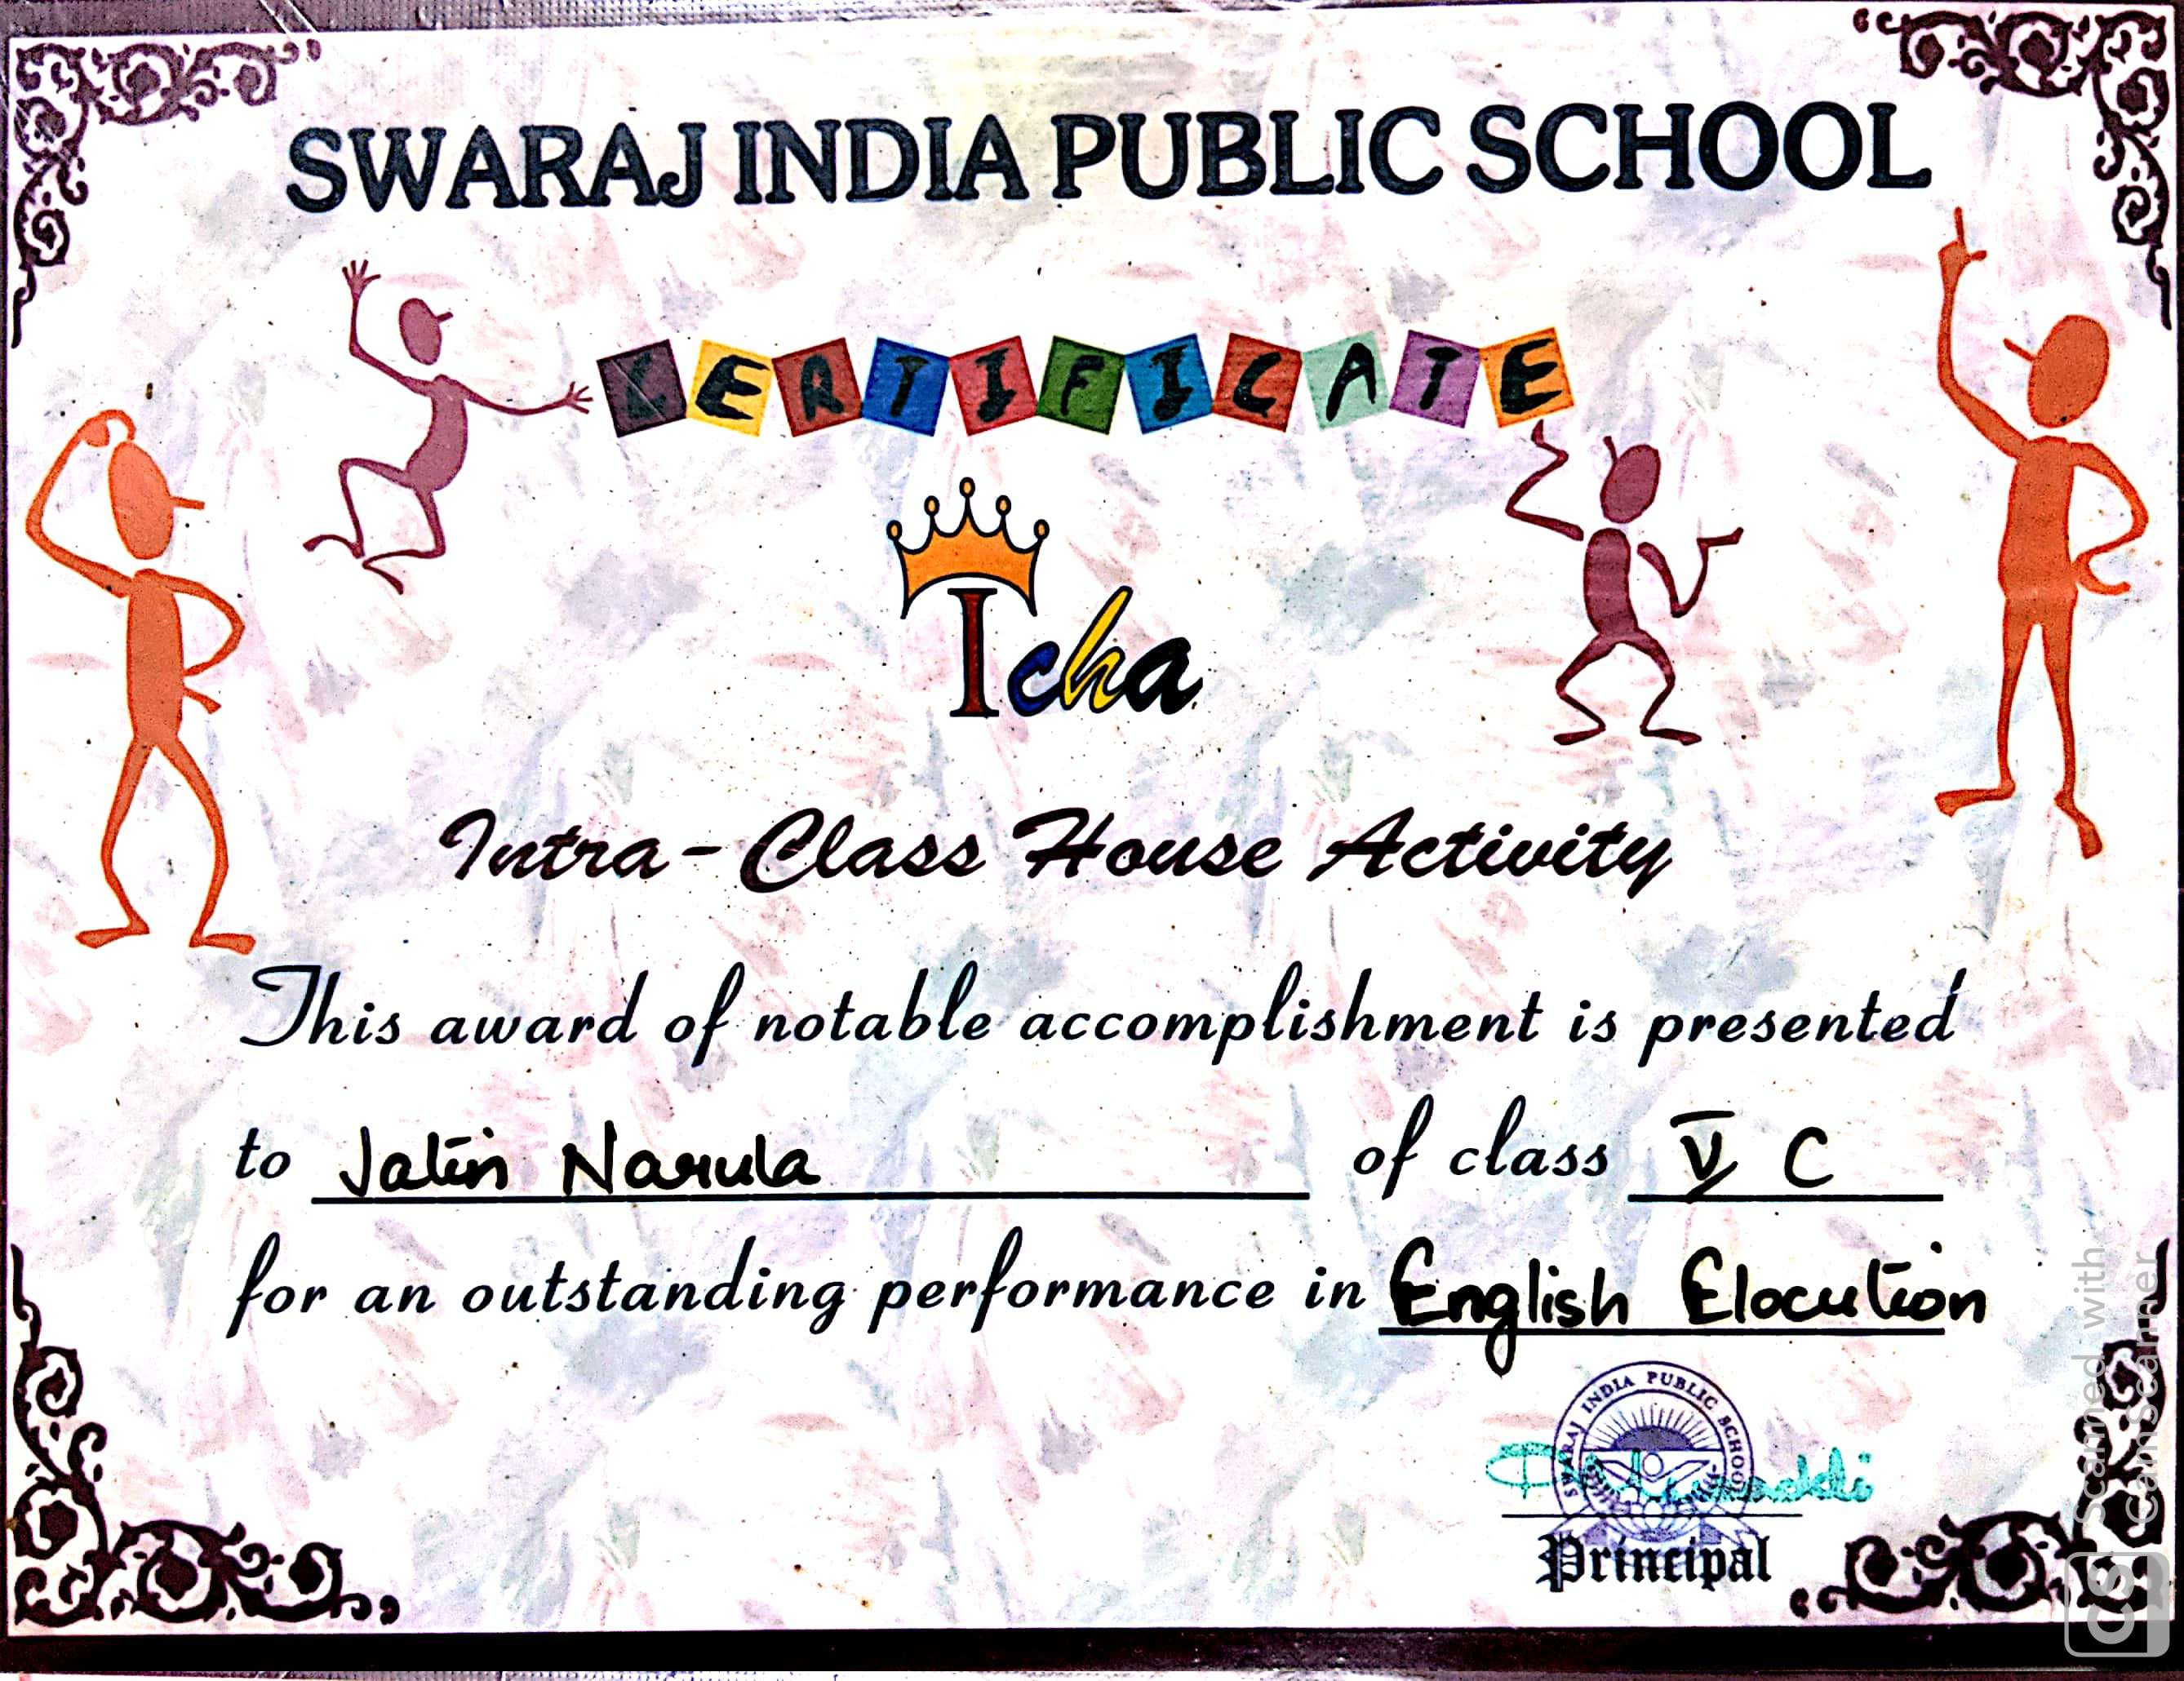 SWARAJ INDIA PUBLIC SCHOOL
CERTIFICATE
Icha
Intra-Class House Activity
This award of notable accomplishment is presented
to Jatin Narula of class V C
for an outstanding performance in English Elocution
SWARAJ INDIA PUBLIC SCHOOL
Principal
Scanned with
CamScanner
CS